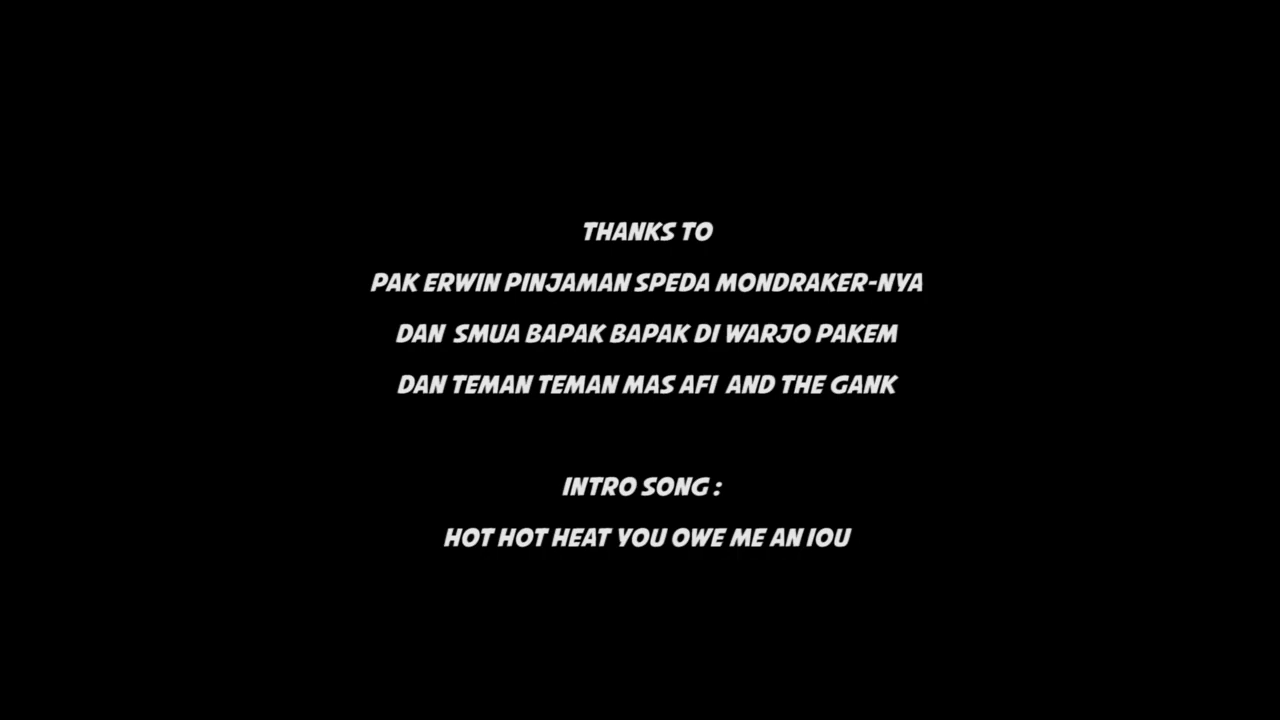 THANKS TO
PAK ERWIN PINJAMAN SPEDA MONDRAKER-NYA
DAN SMUA BAPAK BAPAK DI WARJO PAKEM
DAN TEMAN TEMAN MAS AFI AND THE GANK
INTRO SONG :
HOT HOT HEAT YOU OWE ME AN IOU